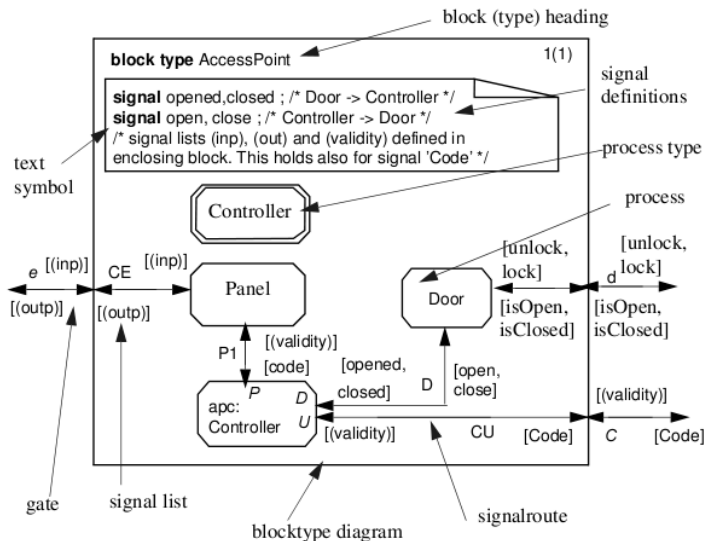 block (type) heading
block type AccessPoint
1(1)
signal opened,closed ; /* Door -> Controller */
signal open, close ; /* Controller -> Door */
/* signal lists (inp), (out) and (validity) defined in
enclosing block. This holds also for signal 'Code' */
signal
definitions
text
symbol
process type
Controller
process
e
[(inp)]
CE
[(inp)]
[(outp)]
[(outp)]
Panel
Door
[unlock,
lock]
d
[unlock,
lock]
[isOpen,
isClosed]
[isOpen,
isClosed]
P1
[(validity)]
[code]
[opened,
closed]
D
[open,
close]
P
D
apc:
Controller
U
[(validity)]
CU
[Code]
[(validity)]
C
[Code]
gate
signal list
blocktype diagram
signalroute